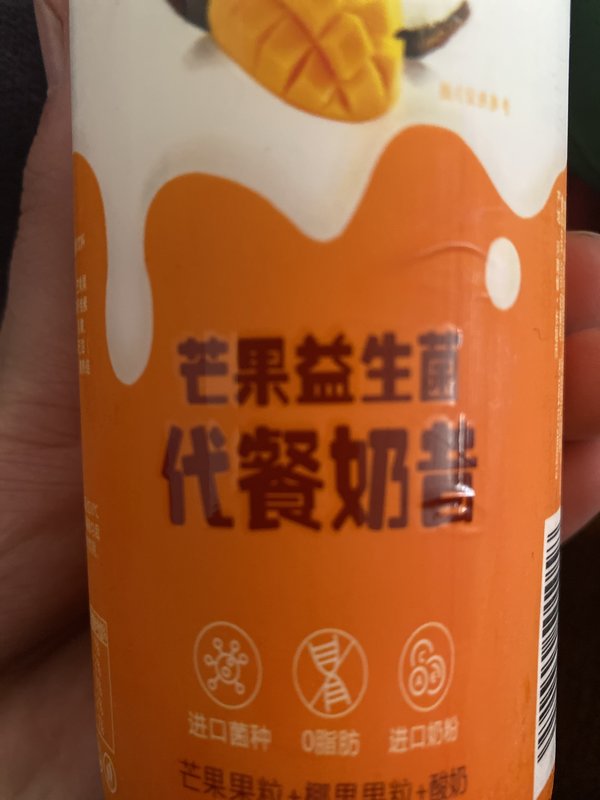 芒果益生菌
代餐奶昔
进口菌种 0脂肪 进口奶粉
芒果果粒+椰果果粒+酸奶